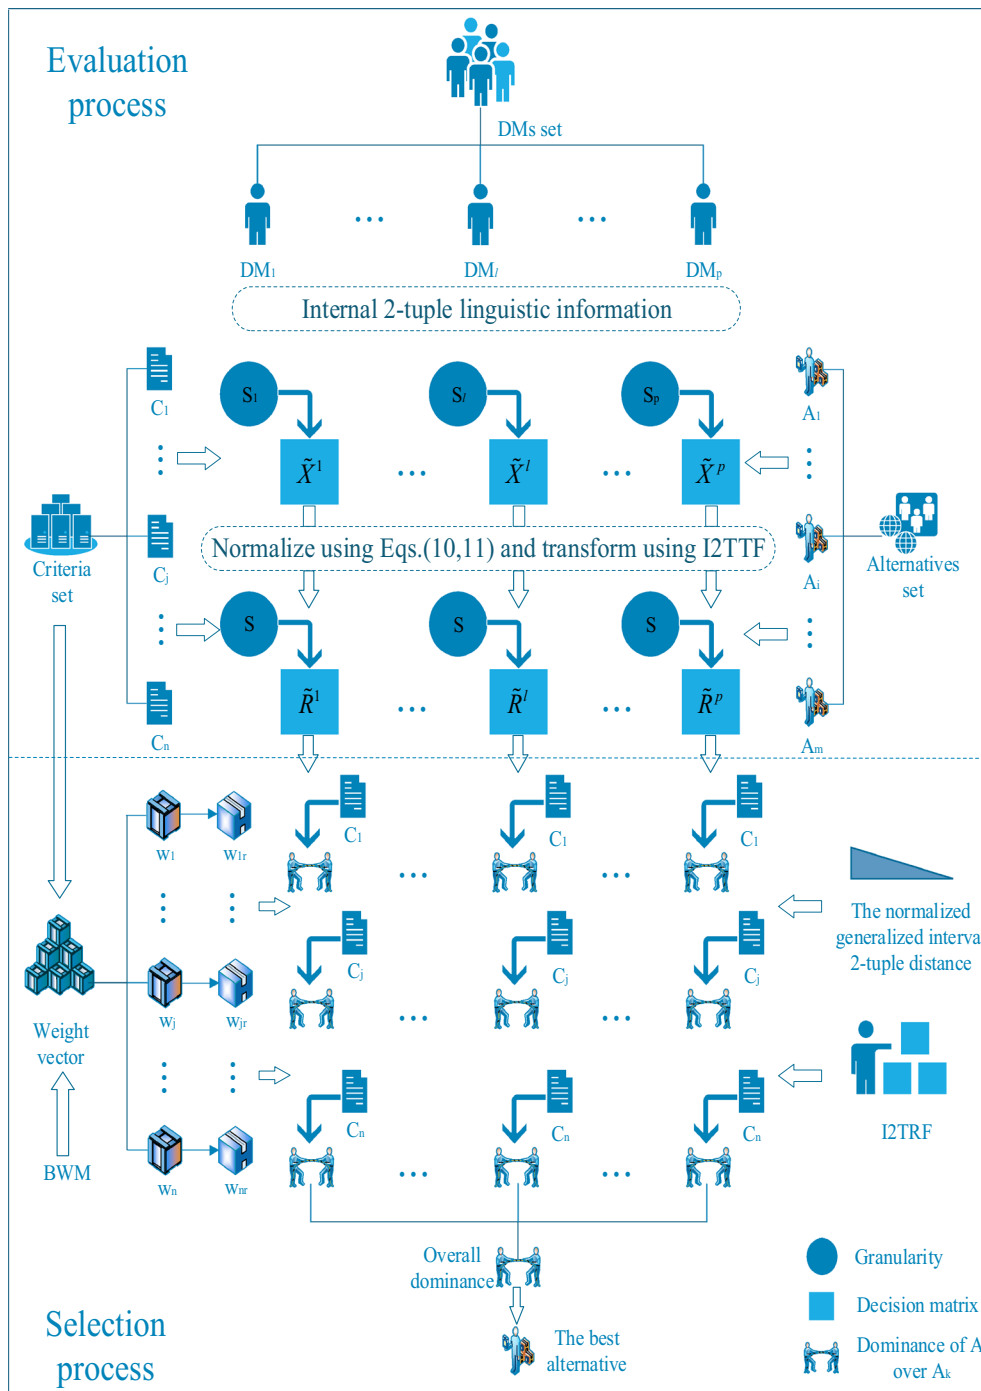 Evaluation
process
DMs set
DM₁
...
DMₗ
...
DMₚ
Internal 2-tuple linguistic information
C₁
S₁
Sₗ
Sₚ
A₁
X̃¹
...
X̃ˡ
...
X̃ᵖ
Criteria
set
Cⱼ
Normalize using Eqs.(10,11) and transform using I2TTF
Aᵢ
Alternatives
set
S
S
S
Cₙ
R̃¹
...
R̃ˡ
...
R̃ᵖ
Aₘ
w₁
w₁ᵣ
C₁
C₁
C₁
...
...
The normalized
generalized interva
2-tuple distance
Weight
vector
wⱼ
wⱼᵣ
Cⱼ
Cⱼ
Cⱼ
...
...
I2TRF
BWM
wₙ
wₙᵣ
Cₙ
Cₙ
Cₙ
...
...
Overall
dominance
The best
alternative
Selection
process
Granularity
Decision matrix
Dominance of A
over Aₖ